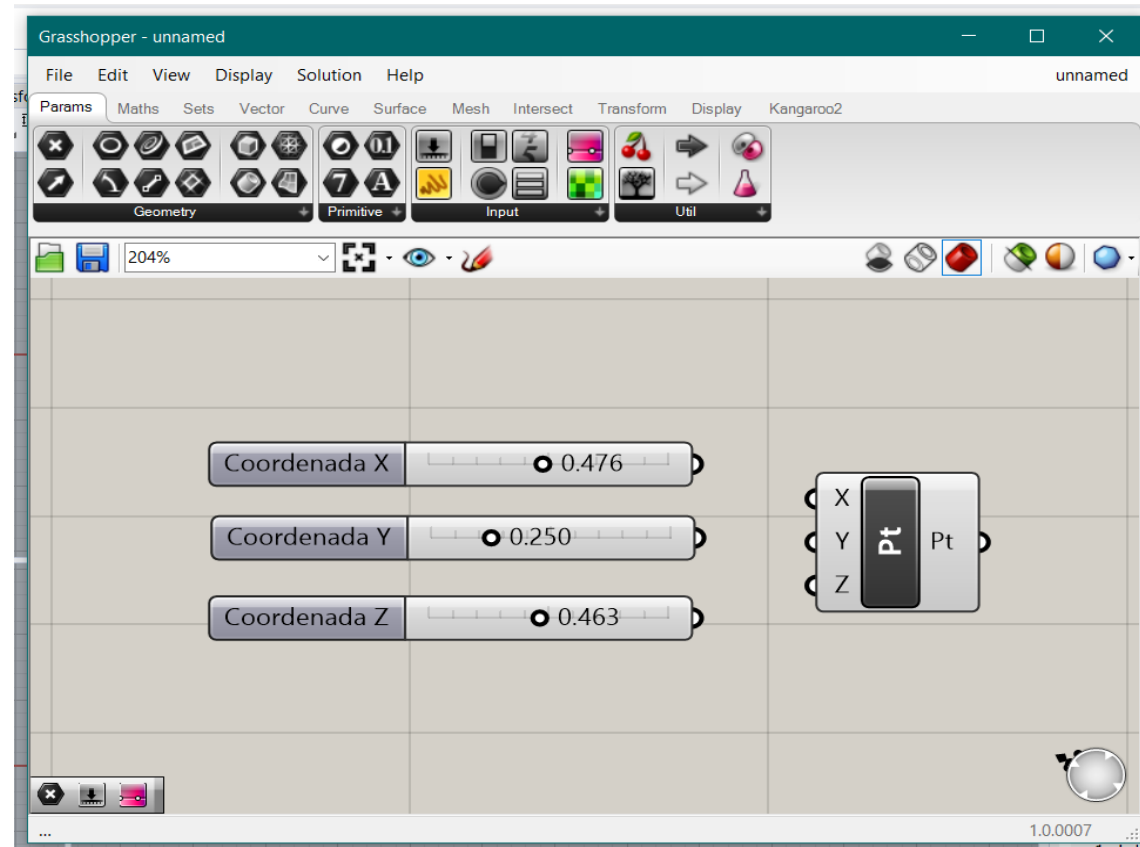 Grasshopper - unnamed
File Edit View Display Solution Help unnamed
Params Maths Sets Vector Curve Surface Mesh Intersect Transform Display Kangaroo2
0.1
7 A
Geometry Primitive Input Util
204%
Coordenada X 0.476
Coordenada Y 0.250
Coordenada Z 0.463
X
Y Pt Pt
Z
... 1.0.0007